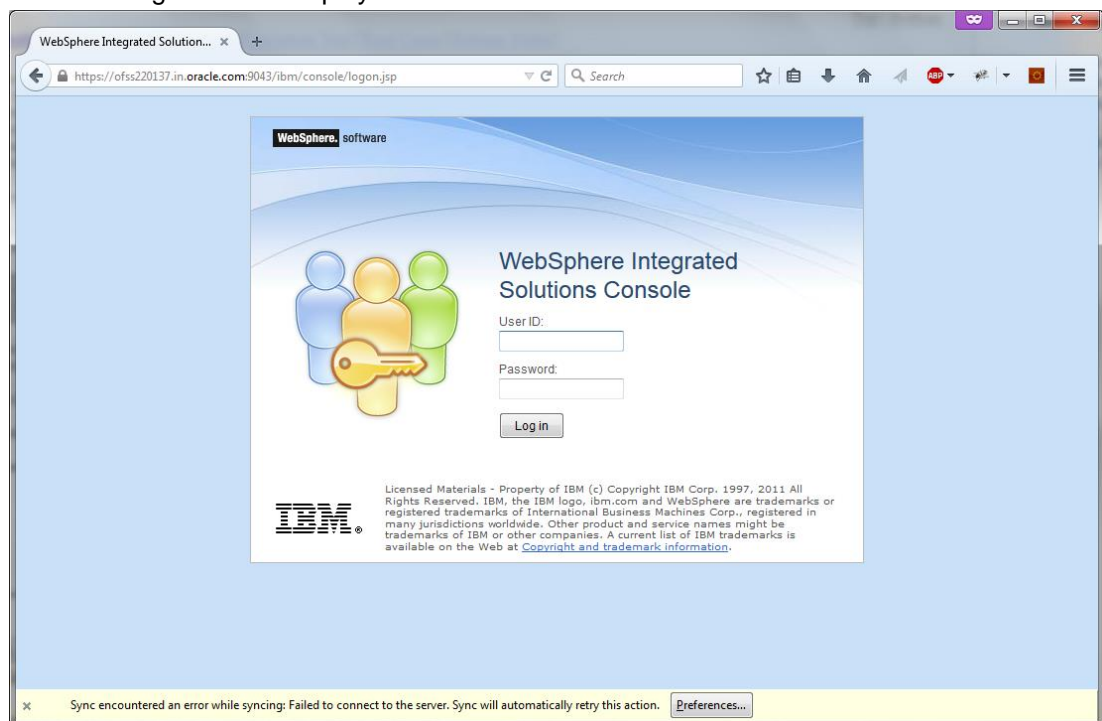 WebSphere Integrated Solution...
https://ofss220137.in.oracle.com:9043/ibm/console/logon.jsp
Search
ABP
WebSphere. software
WebSphere Integrated
Solutions Console
User ID:
Password:
Log in
IBM.
Licensed Materials - Property of IBM (c) Copyright IBM Corp. 1997, 2011 All
Rights Reserved. IBM, the IBM logo, ibm.com and WebSphere are trademarks or
registered trademarks of International Business Machines Corp., registered in
many jurisdictions worldwide. Other product and service names might be
trademarks of IBM or other companies. A current list of IBM trademarks is
available on the Web at Copyright and trademark information.
Sync encountered an error while syncing: Failed to connect to the server. Sync will automatically retry this action. Preferences...